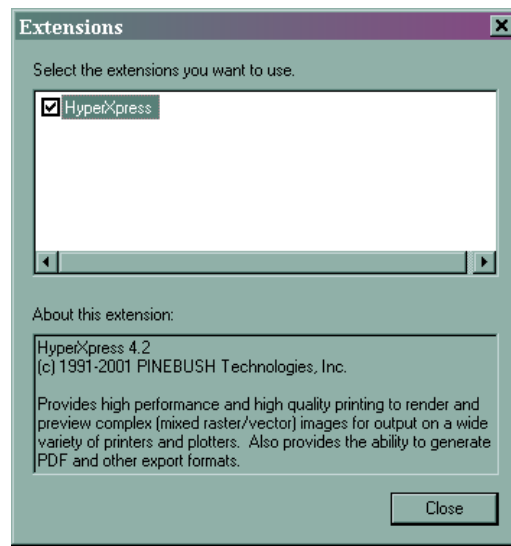 Extensions
Select the extensions you want to use.
HyperXpress
About this extension:
HyperXpress 4.2
(c) 1991-2001 PINEBUSH Technologies, Inc.
Provides high performance and high quality printing to render and
preview complex (mixed raster/vector) images for output on a wide
variety of printers and plotters. Also provides the ability to generate
PDF and other export formats.
Close